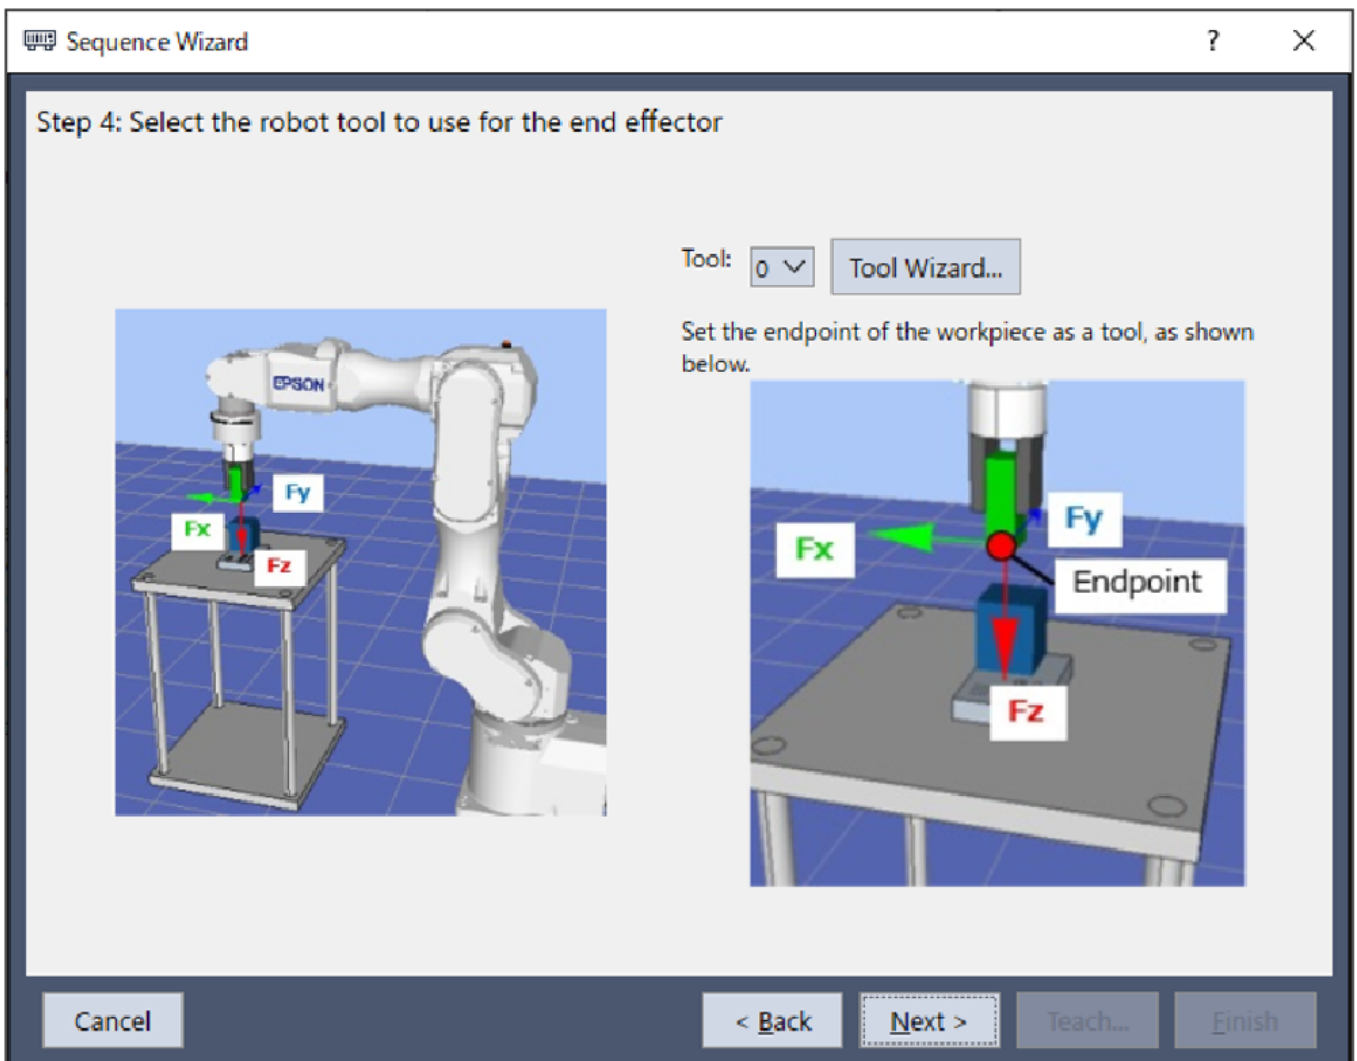 Sequence Wizard
?
Step 4: Select the robot tool to use for the end effector
Tool:
0
Tool Wizard...
Set the endpoint of the workpiece as a tool, as shown
below.
EPSON
Fy
Fx
Fz
Fy
Fx
Endpoint
Fz
Cancel
< Back
Next >
Teach...
Finish